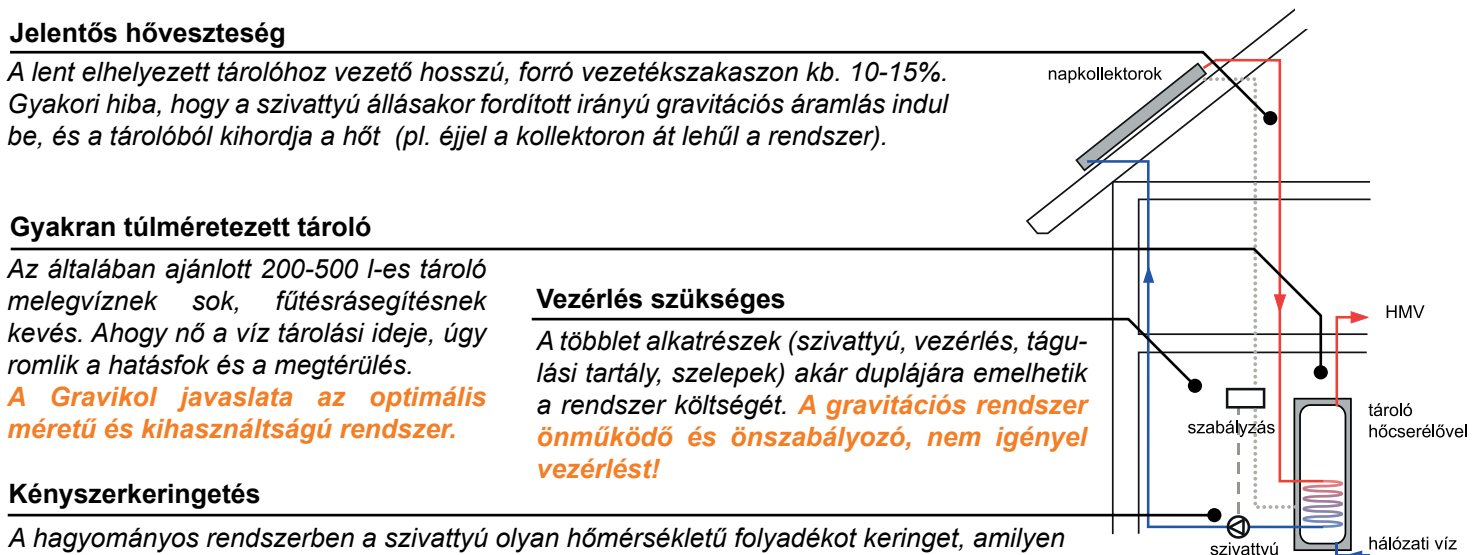 Jelentős hőveszteség
A lent elhelyezett tárolóhoz vezető hosszú, forró vezetékszakaszon kb. 10-15%.
Gyakori hiba, hogy a szivattyú állásakor fordított irányú gravitációs áramlás indul
be, és a tárolóból kihordja a hőt (pl. éjjel a kollektoron át lehűl a rendszer).
Gyakran túlméretezett tároló
Az általában ajánlott 200-500 l-es tároló
melegvíznek sok, fűtésrásegítésnek
kevés. Ahogy nő a víz tárolási ideje, úgy
romlik a hatásfok és a megtérülés.
A Gravikol javaslata az optimális
méretű és kihasználtságú rendszer.
Vezérlés szükséges
A többlet alkatrészek (szivattyú, vezérlés, tágu-
lási tartály, szelepek) akár duplájára emelhetik
a rendszer költségét. A gravitációs rendszer
önműködő és önszabályozó, nem igényel
vezérlést!
Kényszerkeringetés
A hagyományos rendszerben a szivattyú olyan hőmérsékletű folyadékot keringet, amilyen
napkollektorok
HMV
szabályzás
tároló
hőcserélővel
szivattyú
hálózati víz